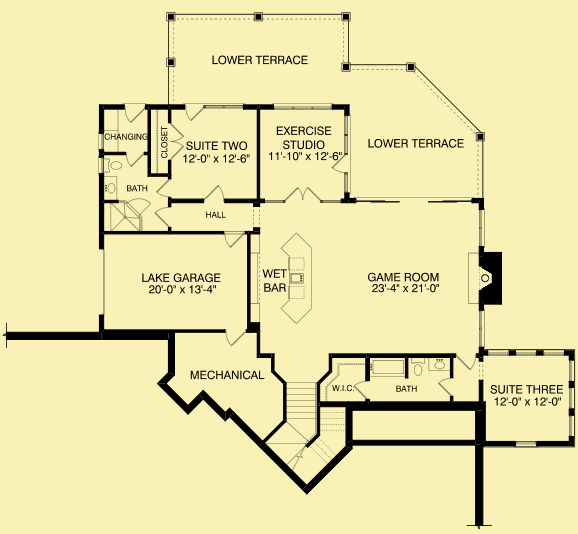 LOWER TERRACE
CHANGING
CLOSET
SUITE TWO
12'-0" x 12'-6"
EXERCISE
STUDIO
11'-10" x 12'-6"
LOWER TERRACE
BATH
HALL
LAKE GARAGE
20'-0" x 13'-4"
WET
BAR
GAME ROOM
23'-4" x 21'-0"
MECHANICAL
W.I.C.
BATH
SUITE THREE
12'-0" x 12'-0"